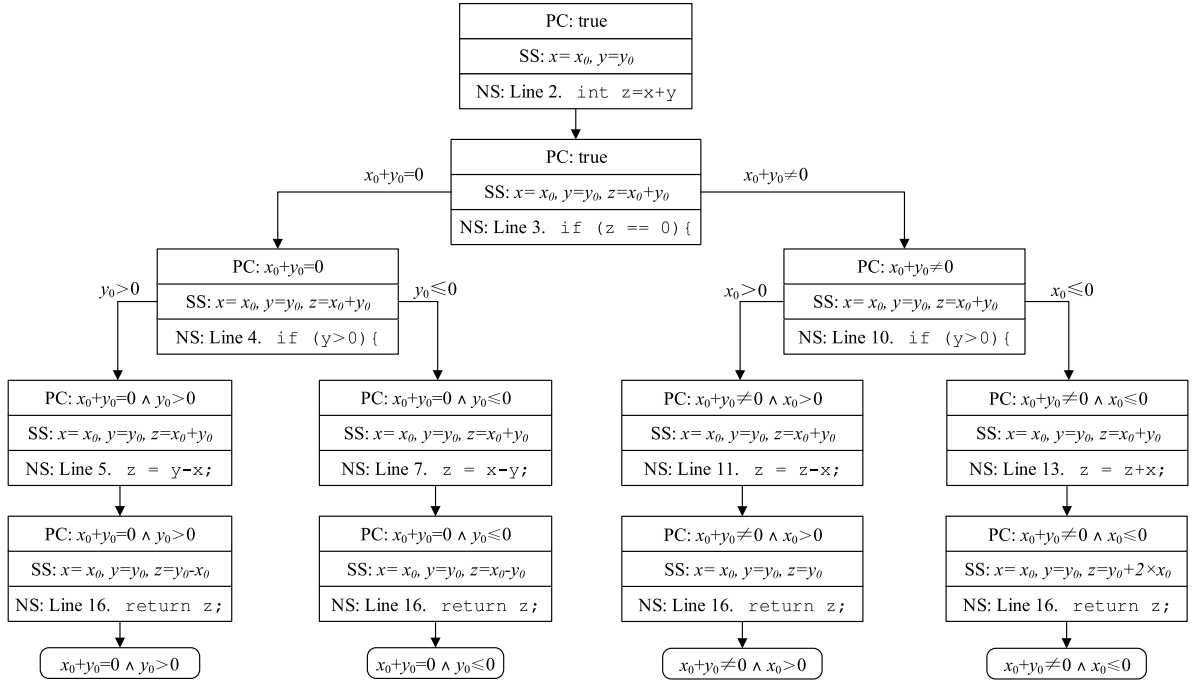 PC: true
SS: x= x₀, y=y₀
NS: Line 2. int z=x+y
PC: true
x₀+y₀=0
x₀+y₀≠0
SS: x= x₀, y=y₀, z=x₀+y₀
NS: Line 3. if (z == 0){
PC: x₀+y₀=0
PC: x₀+y₀≠0
y₀>0
SS: x= x₀, y=y₀, z=x₀+y₀
y₀⩽0
x₀>0
SS: x= x₀, y=y₀, z=x₀+y₀
x₀⩽0
NS: Line 4. if (y>0){
NS: Line 10. if (y>0){
PC: x₀+y₀=0 ∧ y₀>0
PC: x₀+y₀=0 ∧ y₀⩽0
PC: x₀+y₀≠0 ∧ x₀>0
PC: x₀+y₀≠0 ∧ x₀⩽0
SS: x= x₀, y=y₀, z=x₀+y₀
SS: x= x₀, y=y₀, z=x₀+y₀
SS: x= x₀, y=y₀, z=x₀+y₀
SS: x= x₀, y=y₀, z=x₀+y₀
NS: Line 5. z = y-x;
NS: Line 7. z = x-y;
NS: Line 11. z = z-x;
NS: Line 13. z = z+x;
PC: x₀+y₀=0 ∧ y₀>0
PC: x₀+y₀=0 ∧ y₀⩽0
PC: x₀+y₀≠0 ∧ x₀>0
PC: x₀+y₀≠0 ∧ x₀⩽0
SS: x= x₀, y=y₀, z=y₀-x₀
SS: x= x₀, y=y₀, z=x₀-y₀
SS: x= x₀, y=y₀, z=y₀
SS: x= x₀, y=y₀, z=y₀+2×x₀
NS: Line 16. return z;
NS: Line 16. return z;
NS: Line 16. return z;
NS: Line 16. return z;
x₀+y₀=0 ∧ y₀>0
x₀+y₀=0 ∧ y₀⩽0
x₀+y₀≠0 ∧ x₀>0
x₀+y₀≠0 ∧ x₀⩽0